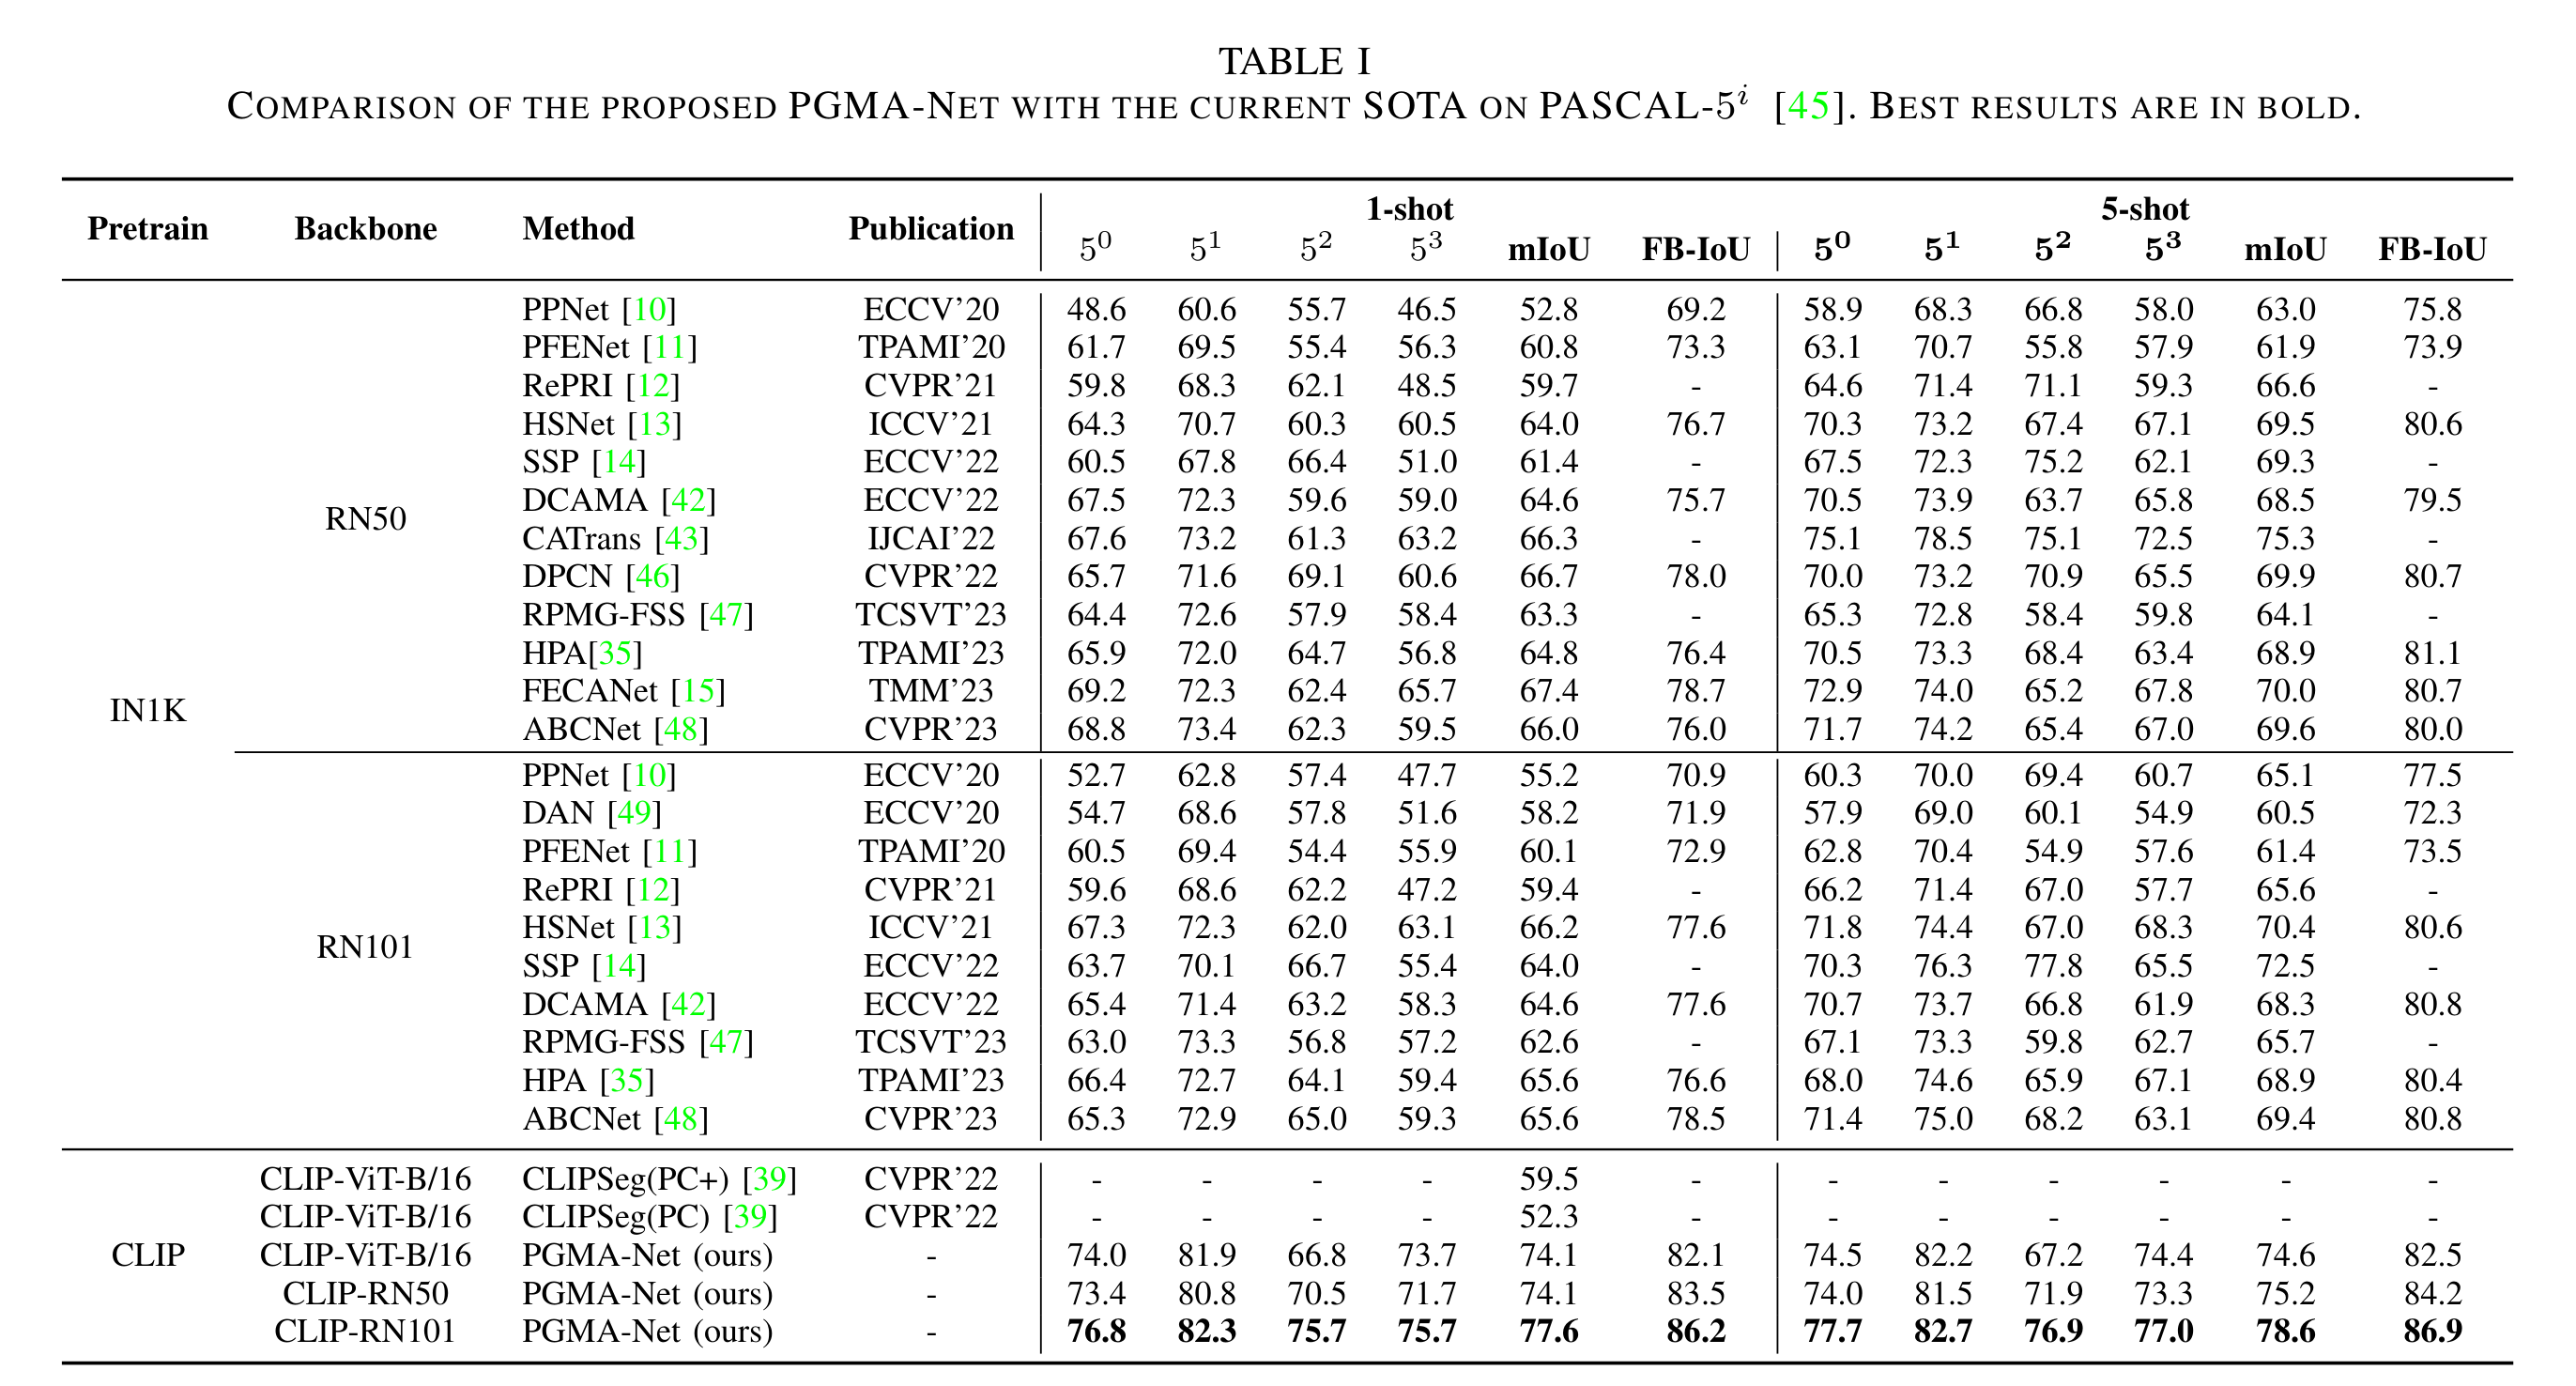 TABLE I
COMPARISON OF THE PROPOSED PGMA-NET WITH THE CURRENT SOTA ON PASCAL-5^i [45]. BEST RESULTS ARE IN BOLD.
Pretrain Backbone Method Publication 1-shot 5-shot
5^0 5^1 5^2 5^3 mIoU FB-IoU 5^0 5^1 5^2 5^3 mIoU FB-IoU
PPNet [10] ECCV'20 48.6 60.6 55.7 46.5 52.8 69.2 58.9 68.3 66.8 58.0 63.0 75.8
PFENet [11] TPAMI'20 61.7 69.5 55.4 56.3 60.8 73.3 63.1 70.7 55.8 57.9 61.9 73.9
RePRI [12] CVPR'21 59.8 68.3 62.1 48.5 59.7 - 64.6 71.4 71.1 59.3 66.6 -
HSNet [13] ICCV'21 64.3 70.7 60.3 60.5 64.0 76.7 70.3 73.2 67.4 67.1 69.5 80.6
SSP [14] ECCV'22 60.5 67.8 66.4 51.0 61.4 - 67.5 72.3 75.2 62.1 69.3 -
DCAMA [42] ECCV'22 67.5 72.3 59.6 59.0 64.6 75.7 70.5 73.9 63.7 65.8 68.5 79.5
RN50
CATrans [43] IJCAI'22 67.6 73.2 61.3 63.2 66.3 - 75.1 78.5 75.1 72.5 75.3 -
DPCN [46] CVPR'22 65.7 71.6 69.1 60.6 66.7 78.0 70.0 73.2 70.9 65.5 69.9 80.7
RPMG-FSS [47] TCSVT'23 64.4 72.6 57.9 58.4 63.3 - 65.3 72.8 58.4 59.8 64.1 -
HPA[35] TPAMI'23 65.9 72.0 64.7 56.8 64.8 76.4 70.5 73.3 68.4 63.4 68.9 81.1
FECANet [15] TMM'23 69.2 72.3 62.4 65.7 67.4 78.7 72.9 74.0 65.2 67.8 70.0 80.7
IN1K
ABCNet [48] CVPR'23 68.8 73.4 62.3 59.5 66.0 76.0 71.7 74.2 65.4 67.0 69.6 80.0
PPNet [10] ECCV'20 52.7 62.8 57.4 47.7 55.2 70.9 60.3 70.0 69.4 60.7 65.1 77.5
DAN [49] ECCV'20 54.7 68.6 57.8 51.6 58.2 71.9 57.9 69.0 60.1 54.9 60.5 72.3
PFENet [11] TPAMI'20 60.5 69.4 54.4 55.9 60.1 72.9 62.8 70.4 54.9 57.6 61.4 73.5
RePRI [12] CVPR'21 59.6 68.6 62.2 47.2 59.4 - 66.2 71.4 67.0 57.7 65.6 -
HSNet [13] ICCV'21 67.3 72.3 62.0 63.1 66.2 77.6 71.8 74.4 67.0 68.3 70.4 80.6
RN101
SSP [14] ECCV'22 63.7 70.1 66.7 55.4 64.0 - 70.3 76.3 77.8 65.5 72.5 -
DCAMA [42] ECCV'22 65.4 71.4 63.2 58.3 64.6 77.6 70.7 73.7 66.8 61.9 68.3 80.8
RPMG-FSS [47] TCSVT'23 63.0 73.3 56.8 57.2 62.6 - 67.1 73.3 59.8 62.7 65.7 -
HPA [35] TPAMI'23 66.4 72.7 64.1 59.4 65.6 76.6 68.0 74.6 65.9 67.1 68.9 80.4
ABCNet [48] CVPR'23 65.3 72.9 65.0 59.3 65.6 78.5 71.4 75.0 68.2 63.1 69.4 80.8
CLIP-ViT-B/16 CLIPSeg(PC+) [39] CVPR'22 - - - - 59.5 - - - - - - -
CLIP-ViT-B/16 CLIPSeg(PC) [39] CVPR'22 - - - - 52.3 - - - - - - -
CLIP CLIP-ViT-B/16 PGMA-Net (ours) - 74.0 81.9 66.8 73.7 74.1 82.1 74.5 82.2 67.2 74.4 74.6 82.5
CLIP-RN50 PGMA-Net (ours) - 73.4 80.8 70.5 71.7 74.1 83.5 74.0 81.5 71.9 73.3 75.2 84.2
CLIP-RN101 PGMA-Net (ours) - 76.8 82.3 75.7 75.7 77.6 86.2 77.7 82.7 76.9 77.0 78.6 86.9